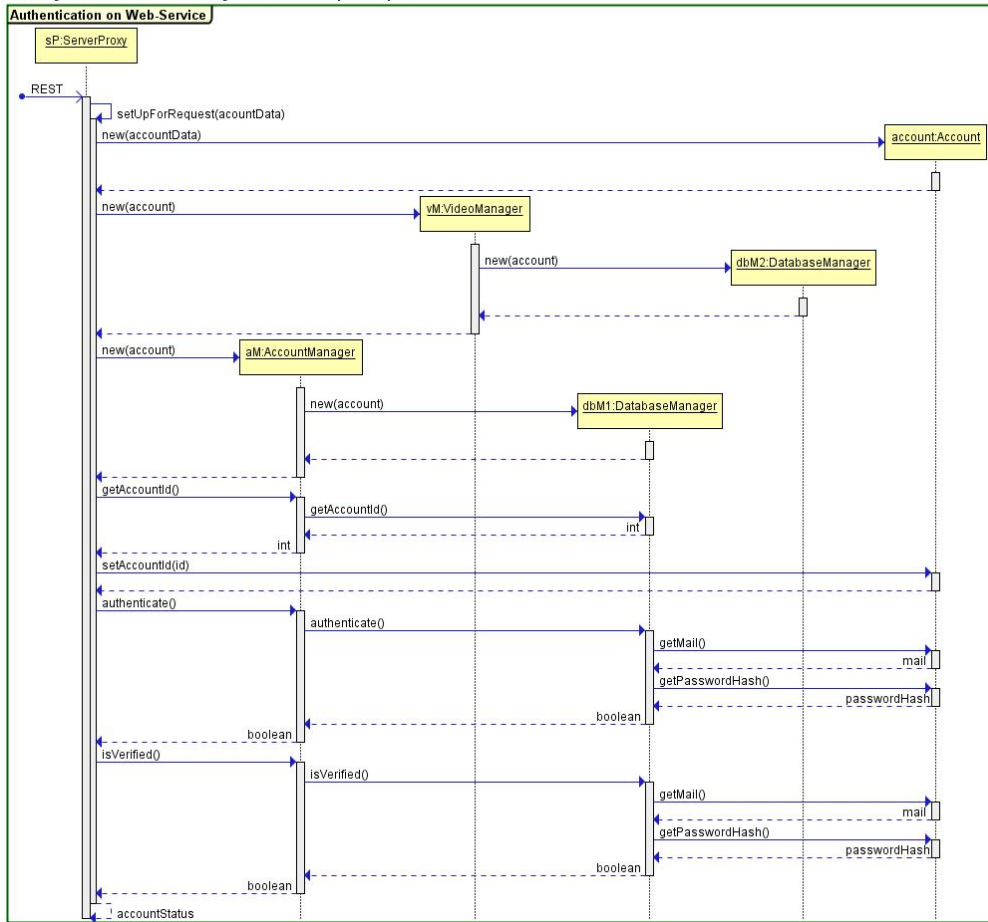 Authentication on Web-Service
sP:ServerProxy
REST
setUpForRequest(acountData)
new(accountData)
account:Account
new(account)
vM:VideoManager
new(account)
dbM2:DatabaseManager
new(account)
aM:AccountManager
new(account)
dbM1:DatabaseManager
getAccountId()
getAccountId()
int
int
setAccountId(id)
authenticate()
authenticate()
getMail()
mail
getPasswordHash()
passwordHash
boolean
boolean
isVerified()
isVerified()
getMail()
mail
getPasswordHash()
passwordHash
boolean
boolean
accountStatus